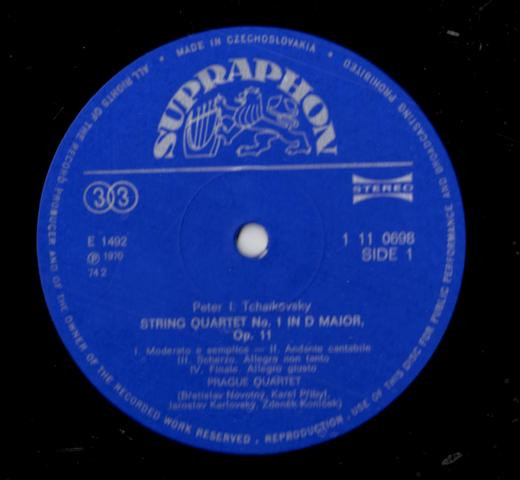 MADE IN CZECHOSLOVAKIA
ALL RIGHTS OF THE RECORD PRODUCER AND OF THE OWNER OF THE RECORDED WORK RESERVED . REPRODUCTION . USE OF THIS DISC FOR PUBLIC PERFORMANCE AND BROADCASTING PROHIBITED
SUPRAPHON
33
STEREO
E 1492
1 11 0698
Ⓟ 1970
SIDE 1
74 2
Peter I. Tchaikovsky
STRING QUARTET No. 1 IN D MAJOR,
Op. 11
I. Moderato e semplice — II. Andante cantabile
III. Scherzo. Allegro non tanto
IV. Finale. Allegro giusto
PRAGUE QUARTET
(Břetislav Novotný, Karel Přibyl,
Jaroslav Karlovský, Zdeněk Koníček)